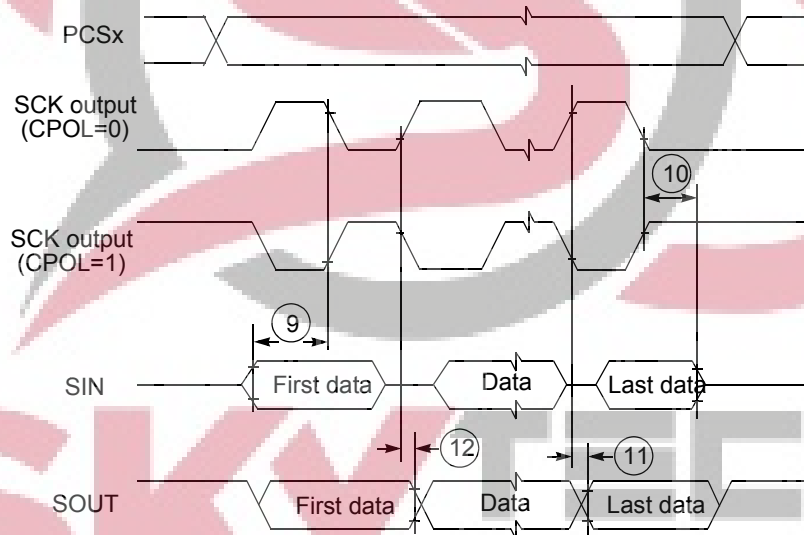 PCSx
SCK output
(CPOL=0)
10
SCK output
(CPOL=1)
9
SIN
First data
Data
Last data
12
11
SOUT
First data
Data
Last data
SKYTEC